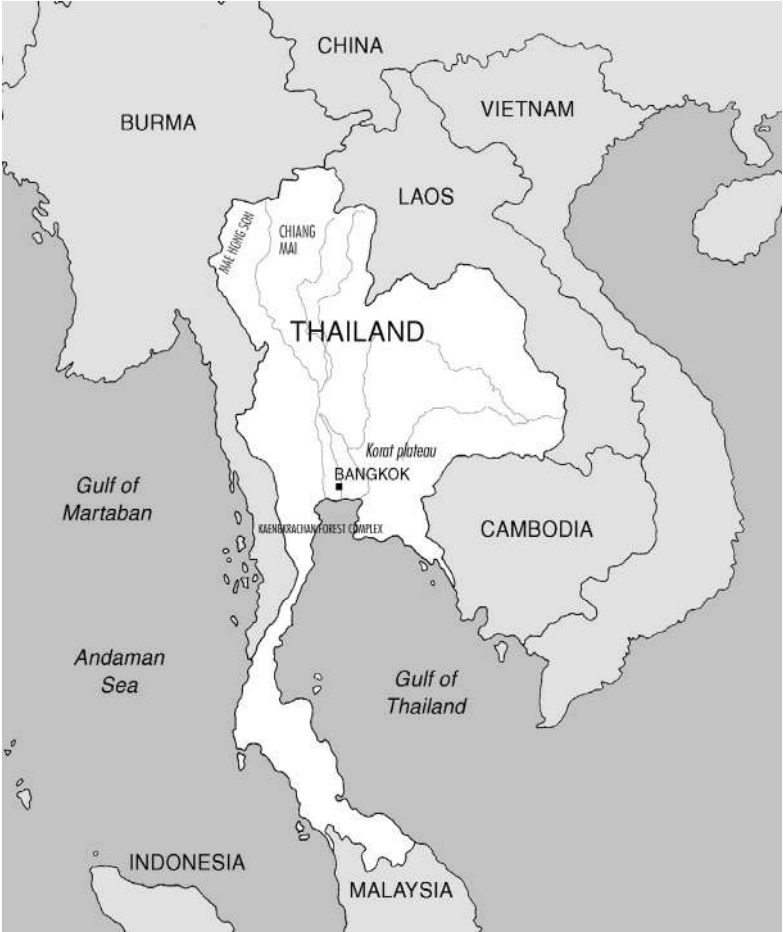 CHINA
VIETNAM
BURMA
LAOS
MAE HONG SON
CHIANG
MAI
THAILAND
Korat plateau
BANGKOK
Gulf of
Martaban
KAENGKRACHAN FOREST COMPLEX
CAMBODIA
Andaman
Sea
Gulf of
Thailand
INDONESIA
MALAYSIA